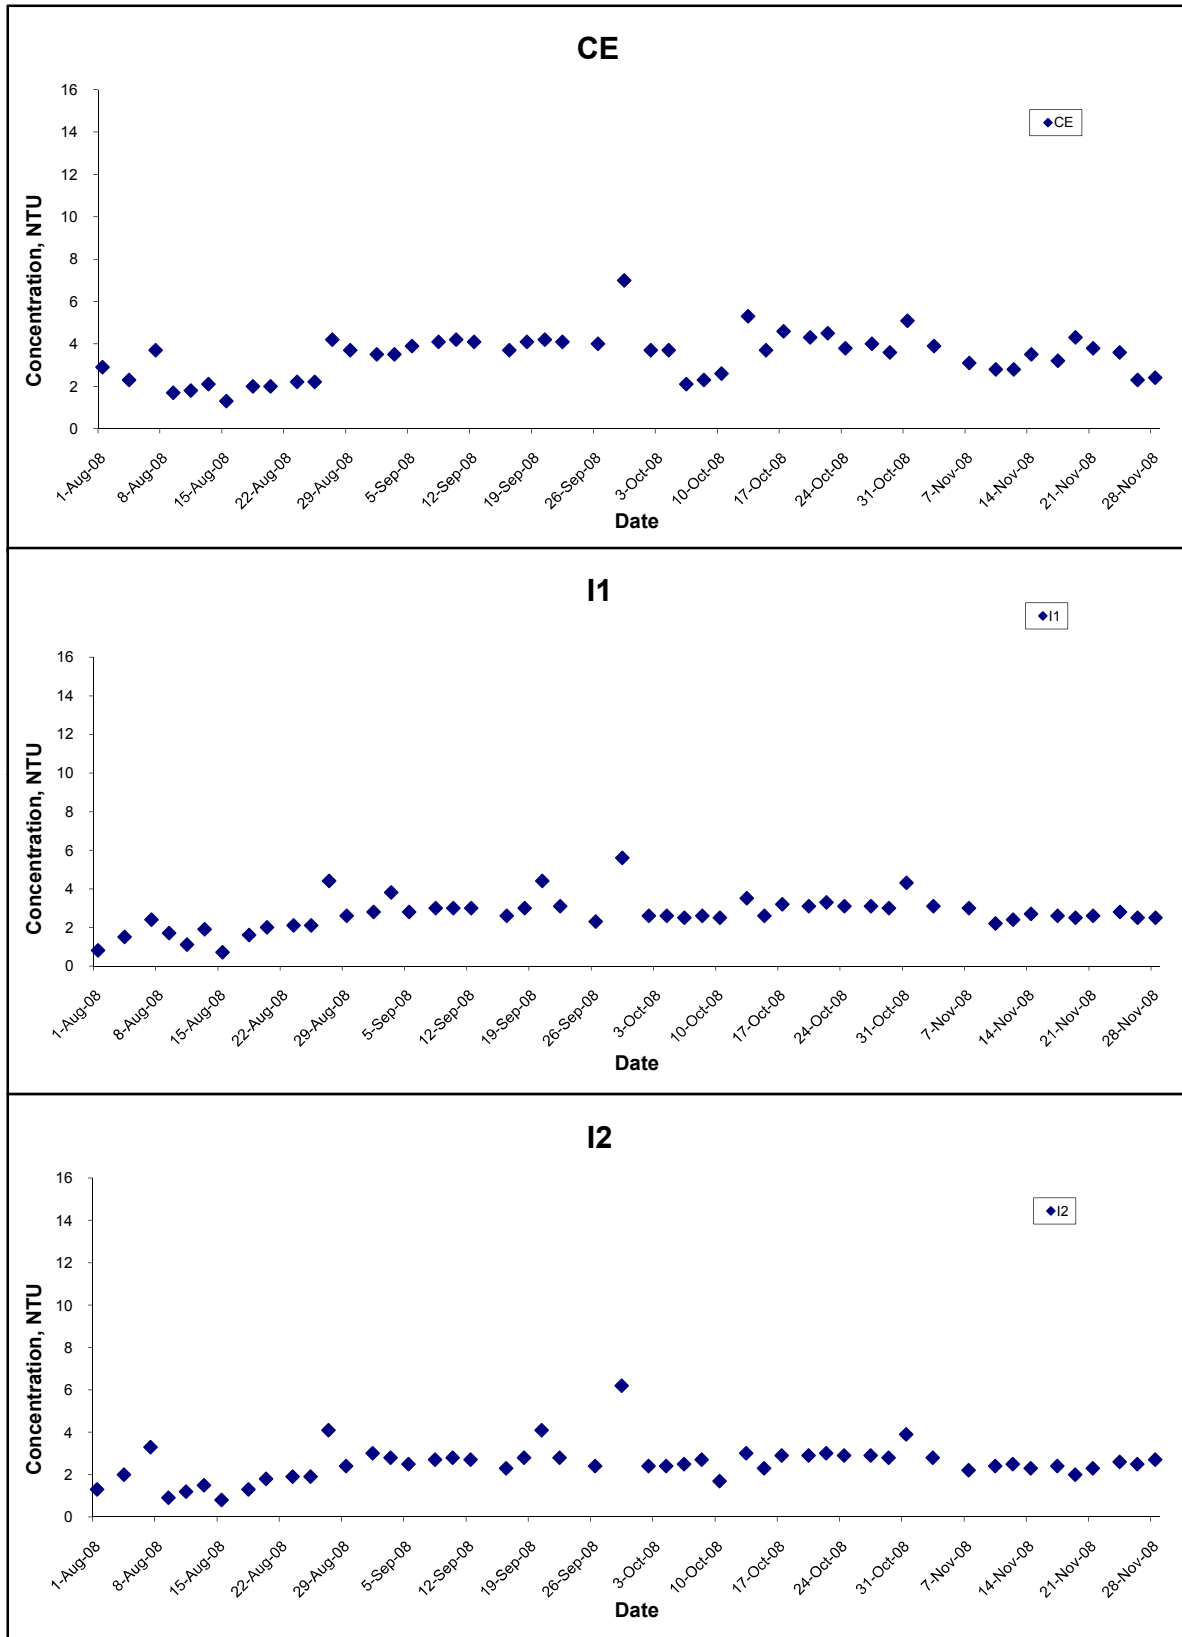 CE
16
14
12
10
8
6
4
2
0
Concentration, NTU
CE
1-Aug-08
8-Aug-08
15-Aug-08
22-Aug-08
29-Aug-08
5-Sep-08
12-Sep-08
19-Sep-08
26-Sep-08
3-Oct-08
10-Oct-08
17-Oct-08
24-Oct-08
31-Oct-08
7-Nov-08
14-Nov-08
21-Nov-08
28-Nov-08
Date
I1
I1
16
14
12
10
8
6
4
2
0
Concentration, NTU
1-Aug-08
8-Aug-08
15-Aug-08
22-Aug-08
29-Aug-08
5-Sep-08
12-Sep-08
19-Sep-08
26-Sep-08
3-Oct-08
10-Oct-08
17-Oct-08
24-Oct-08
31-Oct-08
7-Nov-08
14-Nov-08
21-Nov-08
28-Nov-08
Date
I2
16
14
12
10
8
6
4
2
0
Concentration, NTU
I2
1-Aug-08
8-Aug-08
15-Aug-08
22-Aug-08
29-Aug-08
5-Sep-08
12-Sep-08
19-Sep-08
26-Sep-08
3-Oct-08
10-Oct-08
17-Oct-08
24-Oct-08
31-Oct-08
7-Nov-08
14-Nov-08
21-Nov-08
28-Nov-08
Date